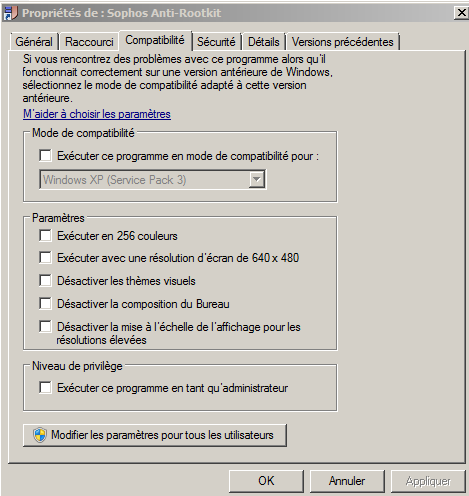 Propriétés de : Sophos Anti-Rootkit
Général Raccourci Compatibilité Sécurité Détails Versions précédentes
Si vous rencontrez des problèmes avec ce programme alors qu'il
fonctionnait correctement sur une version antérieure de Windows,
sélectionnez le mode de compatibilité adapté à cette version
antérieure.
M'aider à choisir les paramètres
Mode de compatibilité
Exécuter ce programme en mode de compatibilité pour :
Windows XP (Service Pack 3)
Paramètres
Exécuter en 256 couleurs
Exécuter avec une résolution d'écran de 640 x 480
Désactiver les thèmes visuels
Désactiver la composition du Bureau
Désactiver la mise à l'échelle de l'affichage pour les
résolutions élevées
Niveau de privilège
Exécuter ce programme en tant qu'administrateur
Modifier les paramètres pour tous les utilisateurs
OK Annuler Appliquer